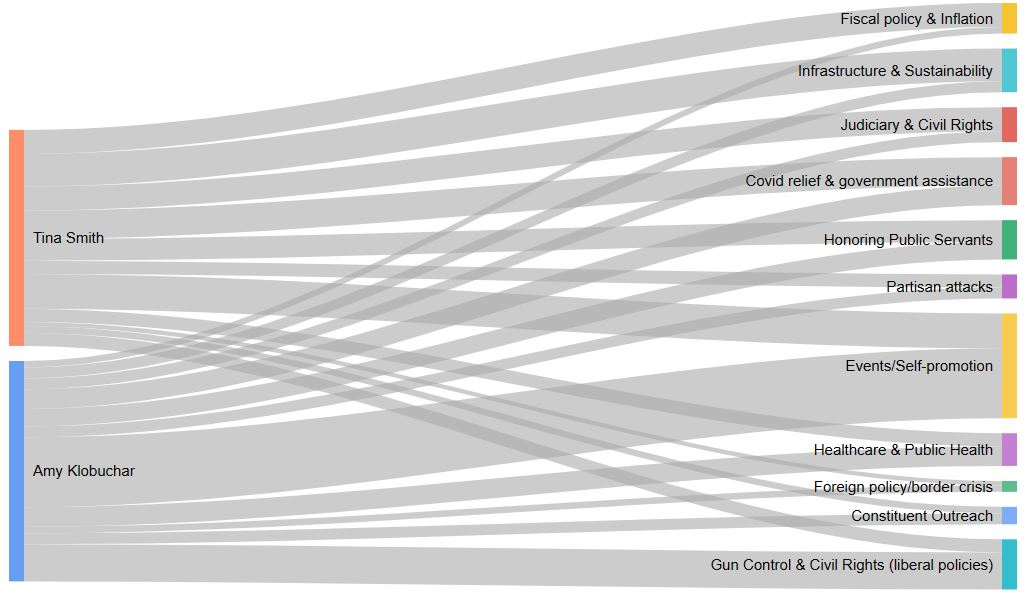 Fiscal policy & Inflation
Infrastructure & Sustainability
Judiciary & Civil Rights
Covid relief & government assistance
Tina Smith
Honoring Public Servants
Partisan attacks
Events/Self-promotion
Healthcare & Public Health
Amy Klobuchar
Foreign policy/border crisis
Constituent Outreach
Gun Control & Civil Rights (liberal policies)